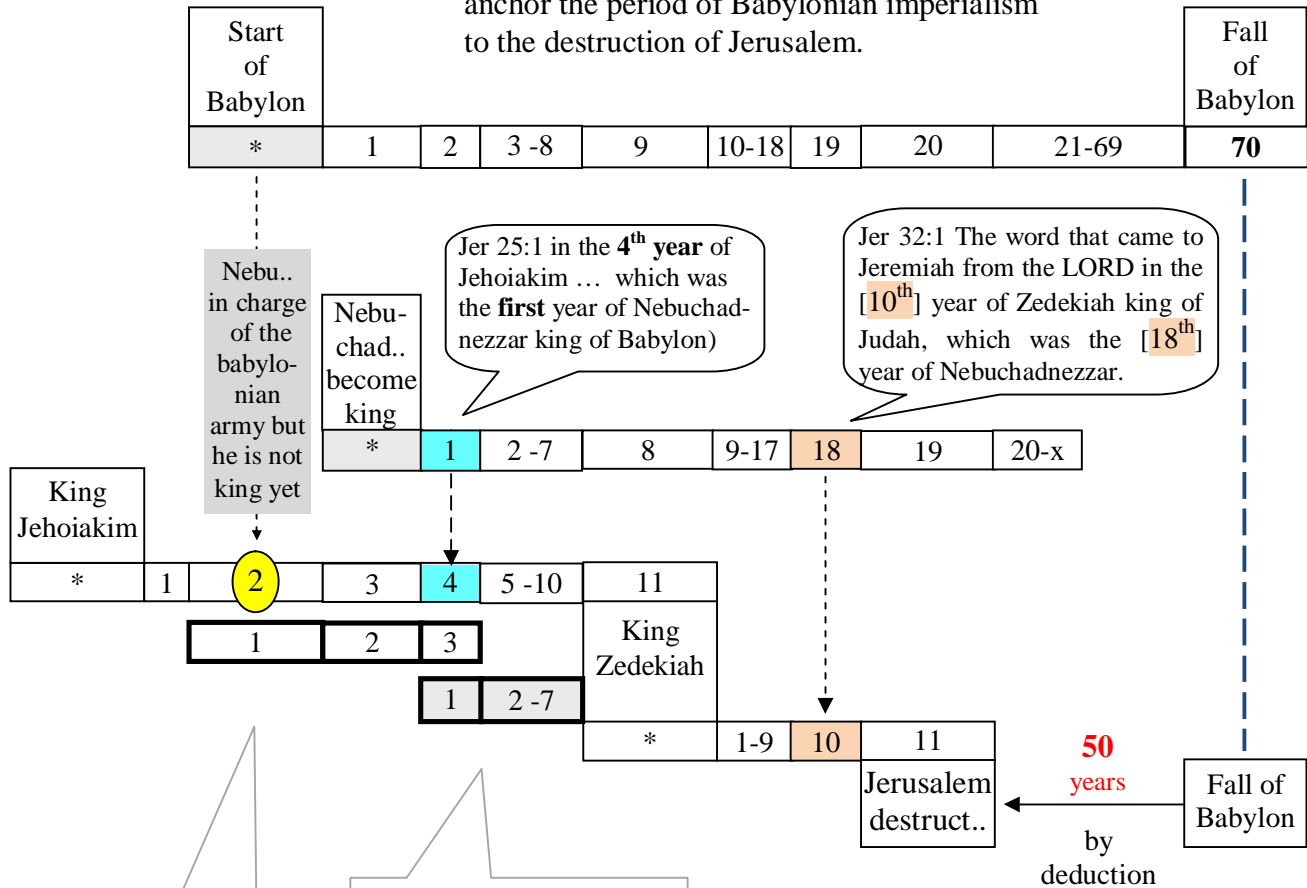 anchor the period of Babylonian imperialism
to the destruction of Jerusalem.
Start
of
Babylon
Fall
of
Babylon
* 1 2 3 -8 9 10-18 19 20 21-69 70
Nebu..
in charge
of the
babylo-
nian
army but
he is not
king yet
Nebu-
chad..
become
king
Jer 25:1 in the 4th year of
Jehoiakim … which was
the first year of Nebuchad-
nezzar king of Babylon)
Jer 32:1 The word that came to
Jeremiah from the LORD in the
[10th] year of Zedekiah king of
Judah, which was the [18th]
year of Nebuchadnezzar.
* 1 2 -7 8 9-17 18 19 20-x
King
Jehoiakim
* 1 2 3 4 5 -10 11
1 2 3
King
Zedekiah
1 2 -7
* 1-9 10 11
Jerusalem
destruct..
50
years
by
deduction
Fall of
Babylon